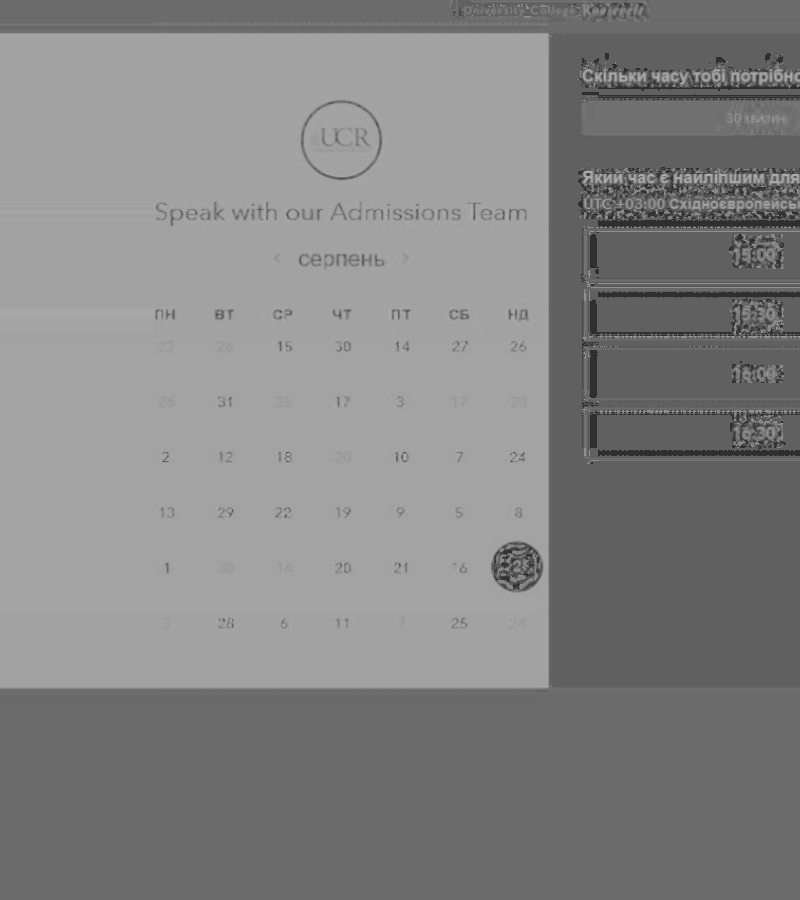 University College
UCR
Speak with our Admissions Team
‹ серпень ›
ПН ВТ СР ЧТ ПТ СБ НД
23 26 15 30 14 27 26
26 31 25 17 3 17 28
2 12 18 20 10 7 24
13 29 22 19 9 5 8
1 30 14 20 21 16
3 28 6 11 7 25 24
Скільки часу тобі потрібно
30 хвилин
Який час є найліпшим для
UTC +03:00 Східноєвропейськ
15:00
15:30
16:00
16:30